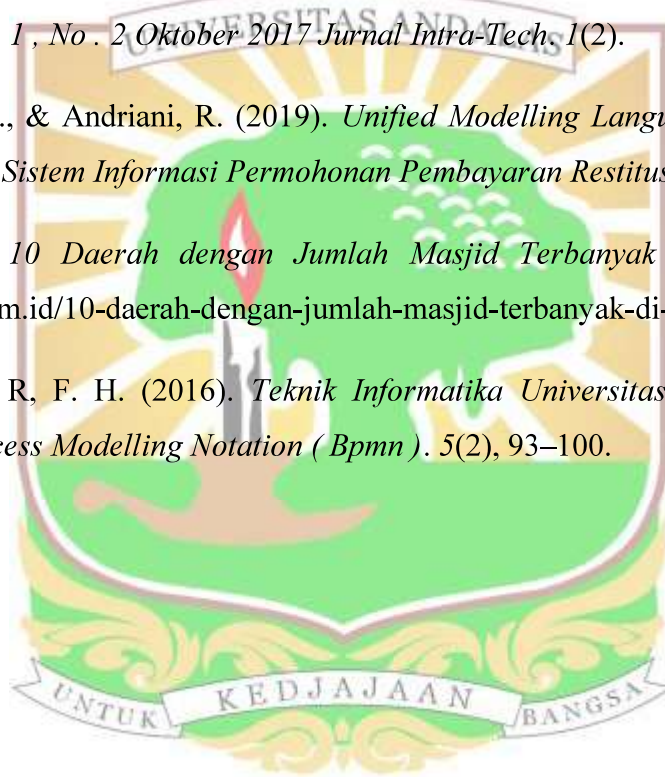 UNIVERSITAS ANDALAS
1 , No . 2 Oktober 2017 Jurnal Intra-Tech. 1(2).
., & Andriani, R. (2019). Unified Modelling Langu
Sistem Informasi Permohonan Pembayaran Restitus
10 Daerah dengan Jumlah Masjid Terbanyak
m.id/10-daerah-dengan-jumlah-masjid-terbanyak-di-
R, F. H. (2016). Teknik Informatika Universitas
cess Modelling Notation ( Bpmn ). 5(2), 93–100.
UNTUK KEDJAJAAN BANGSA